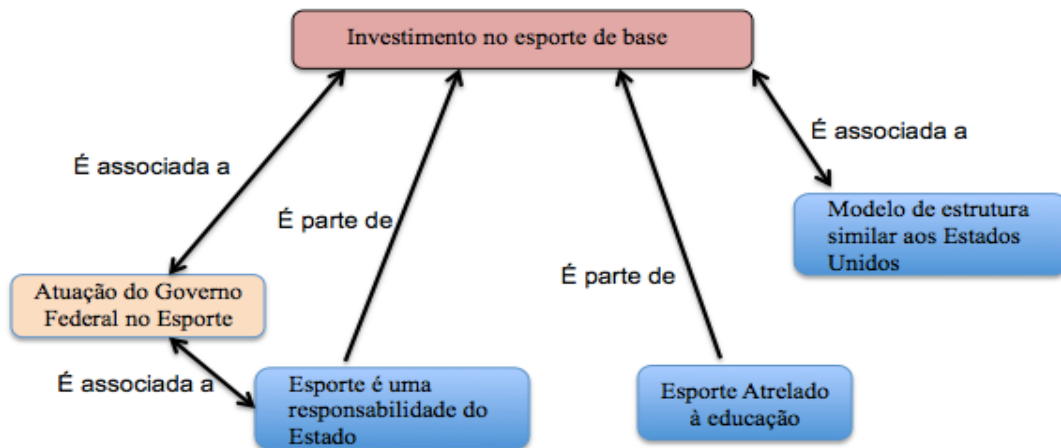 Investimento no esporte de base
É associada a
É associada a
É parte de
Modelo de estrutura
similar aos Estados
Unidos
É parte de
Atuação do Governo
Federal no Esporte
É associada a
Esporte é uma
responsabilidade do
Estado
Esporte Atrelado
à educação